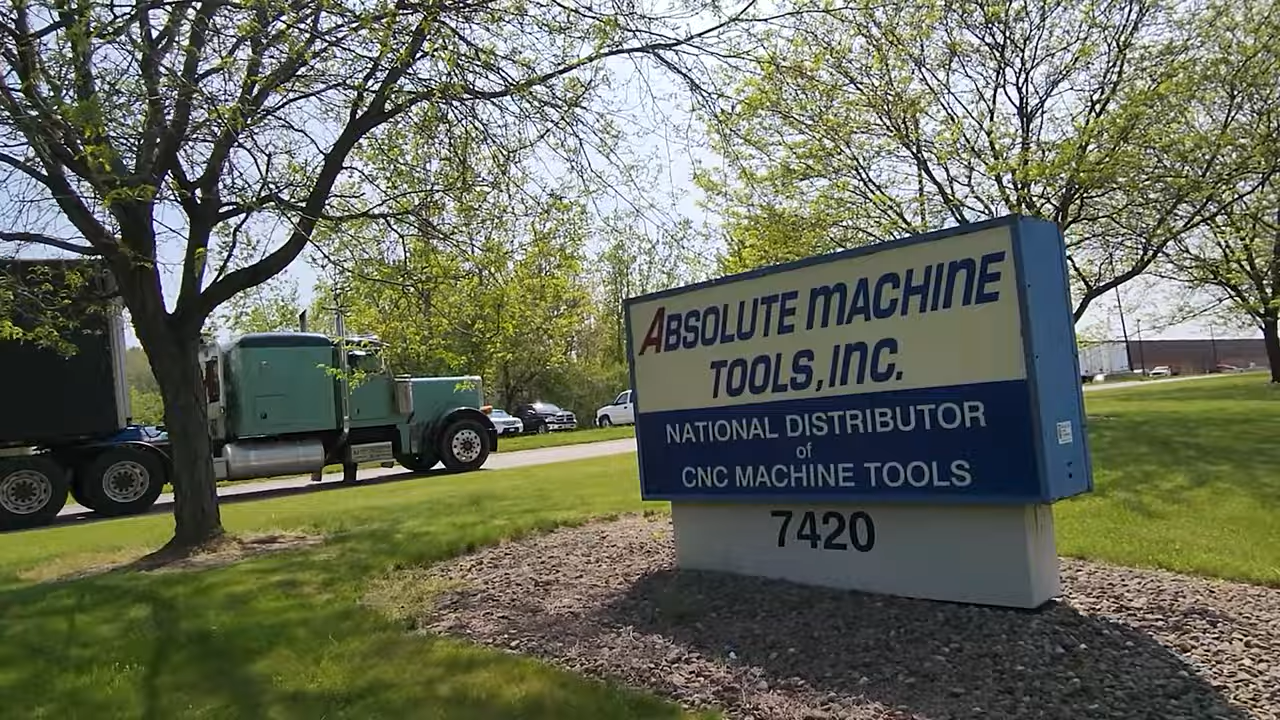 ABSOLUTE MACHINE
TOOLS, INC.
NATIONAL DISTRIBUTOR
of
CNC MACHINE TOOLS
7420